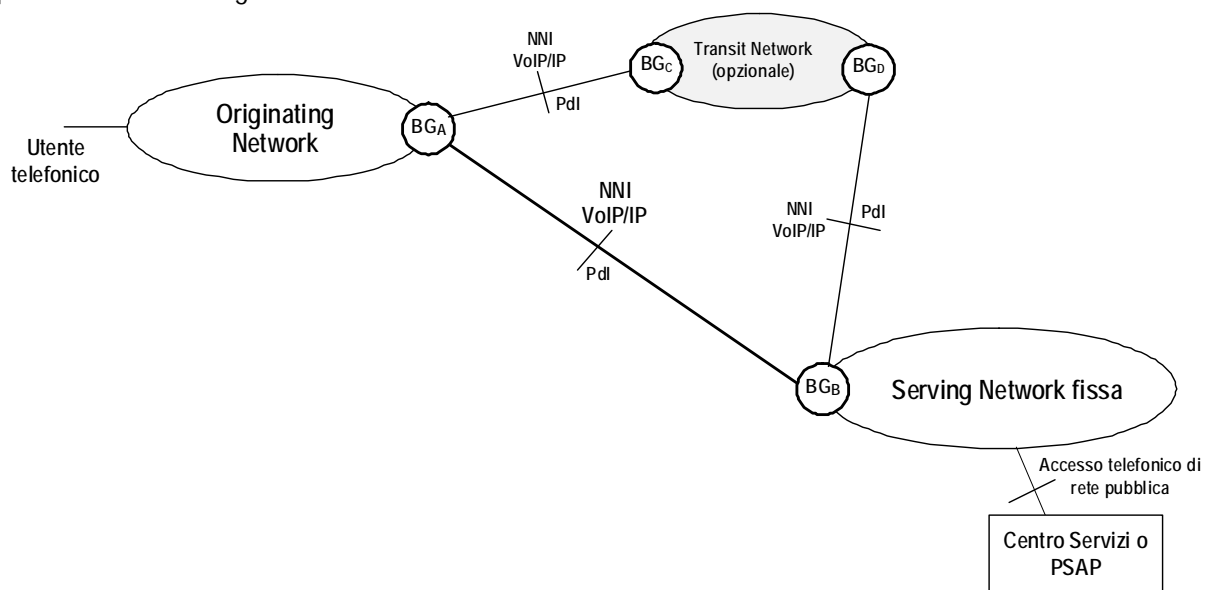 NNI
VoIP/IP
PdI
BGC
Transit Network
(opzionale)
BGD
Originating
Network
BGA
Utente
telefonico
NNI
VoIP/IP
PdI
NNI
VoIP/IP
PdI
BGB
Serving Network fissa
Accesso telefonico di
rete pubblica
Centro Servizi o
PSAP